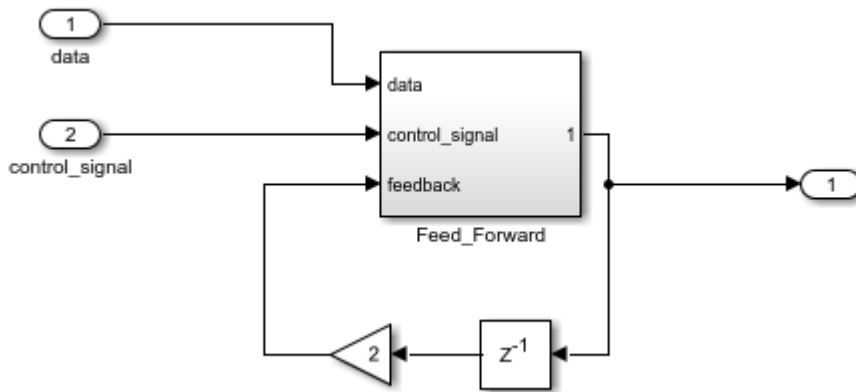 1
data
2
control_signal
data
control_signal
1
feedback
Feed_Forward
1
2
Z⁻¹